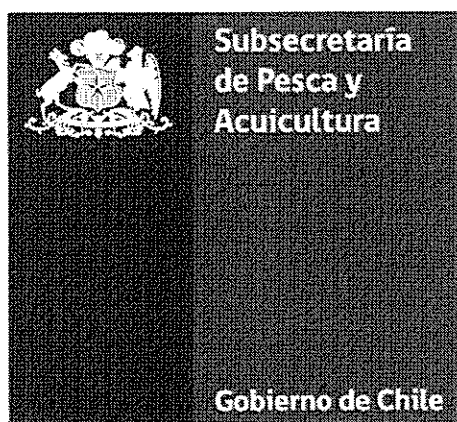 Subsecretaría
de Pesca y
Acuicultura
Gobierno de Chile